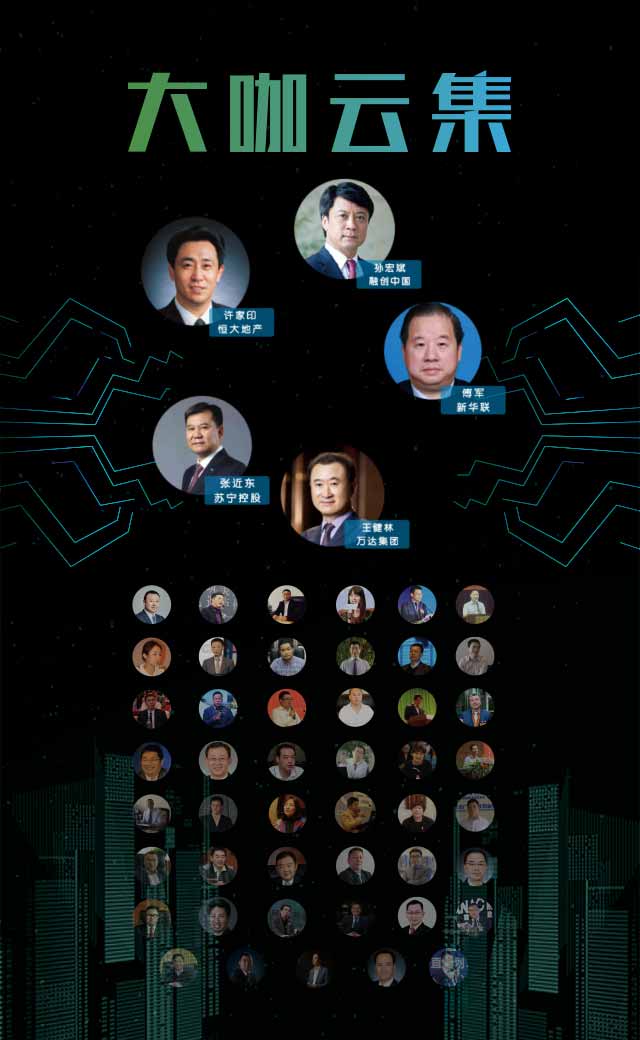 大咖云集
孙宏斌
融创中国
许家印
恒大地产
傅军
新华联
张近东
苏宁控股
王健林
万达集团